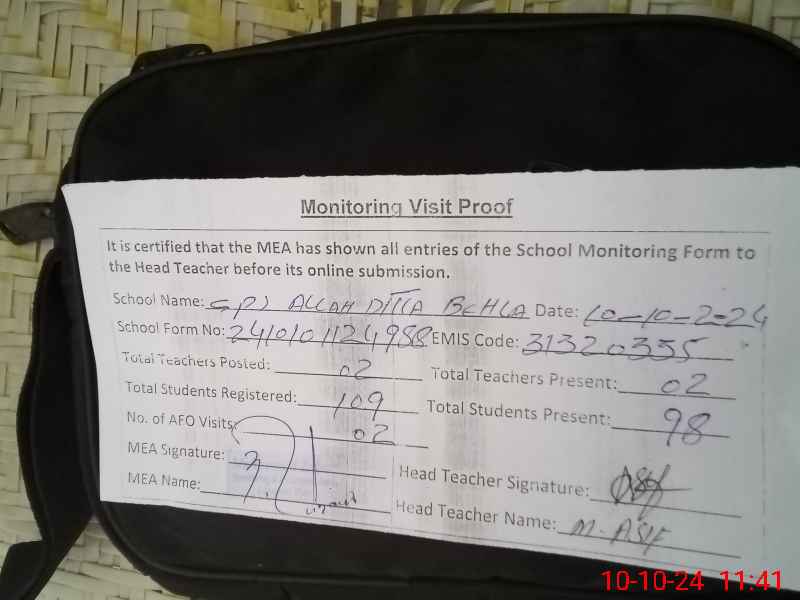 Monitoring Visit Proof
It is certified that the MEA has shown all entries of the School Monitoring Form to
the Head Teacher before its online submission.
School Name: GPS ALLAH DITTA BEHLA Date: 10-10-2024
School Form No: 2410101124988 EMIS Code: 31320355
Total Teachers Posted: 02 Total Teachers Present: 02
Total Students Registered: 109 Total Students Present: 98
No. of AFO Visits: 02
MEA Signature: Head Teacher Signature:
MEA Name: Head Teacher Name: M. ASIF
10-10-24 11:41